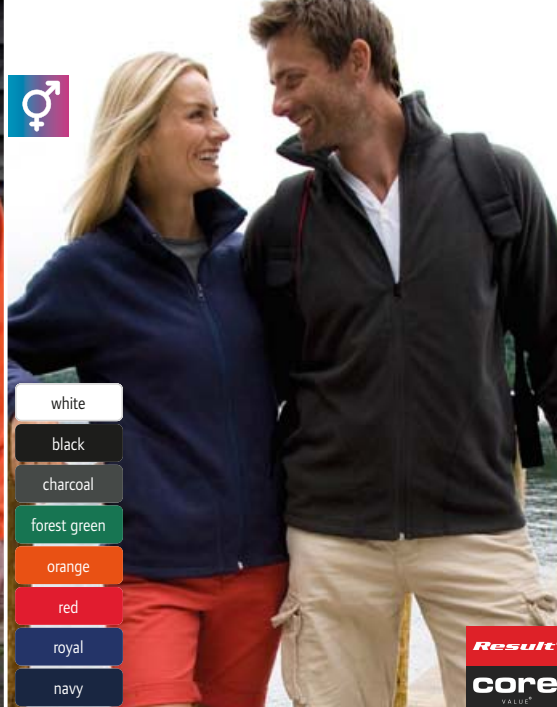 white
black
charcoal
forest green
orange
red
royal
navy
Result
core
VALUE